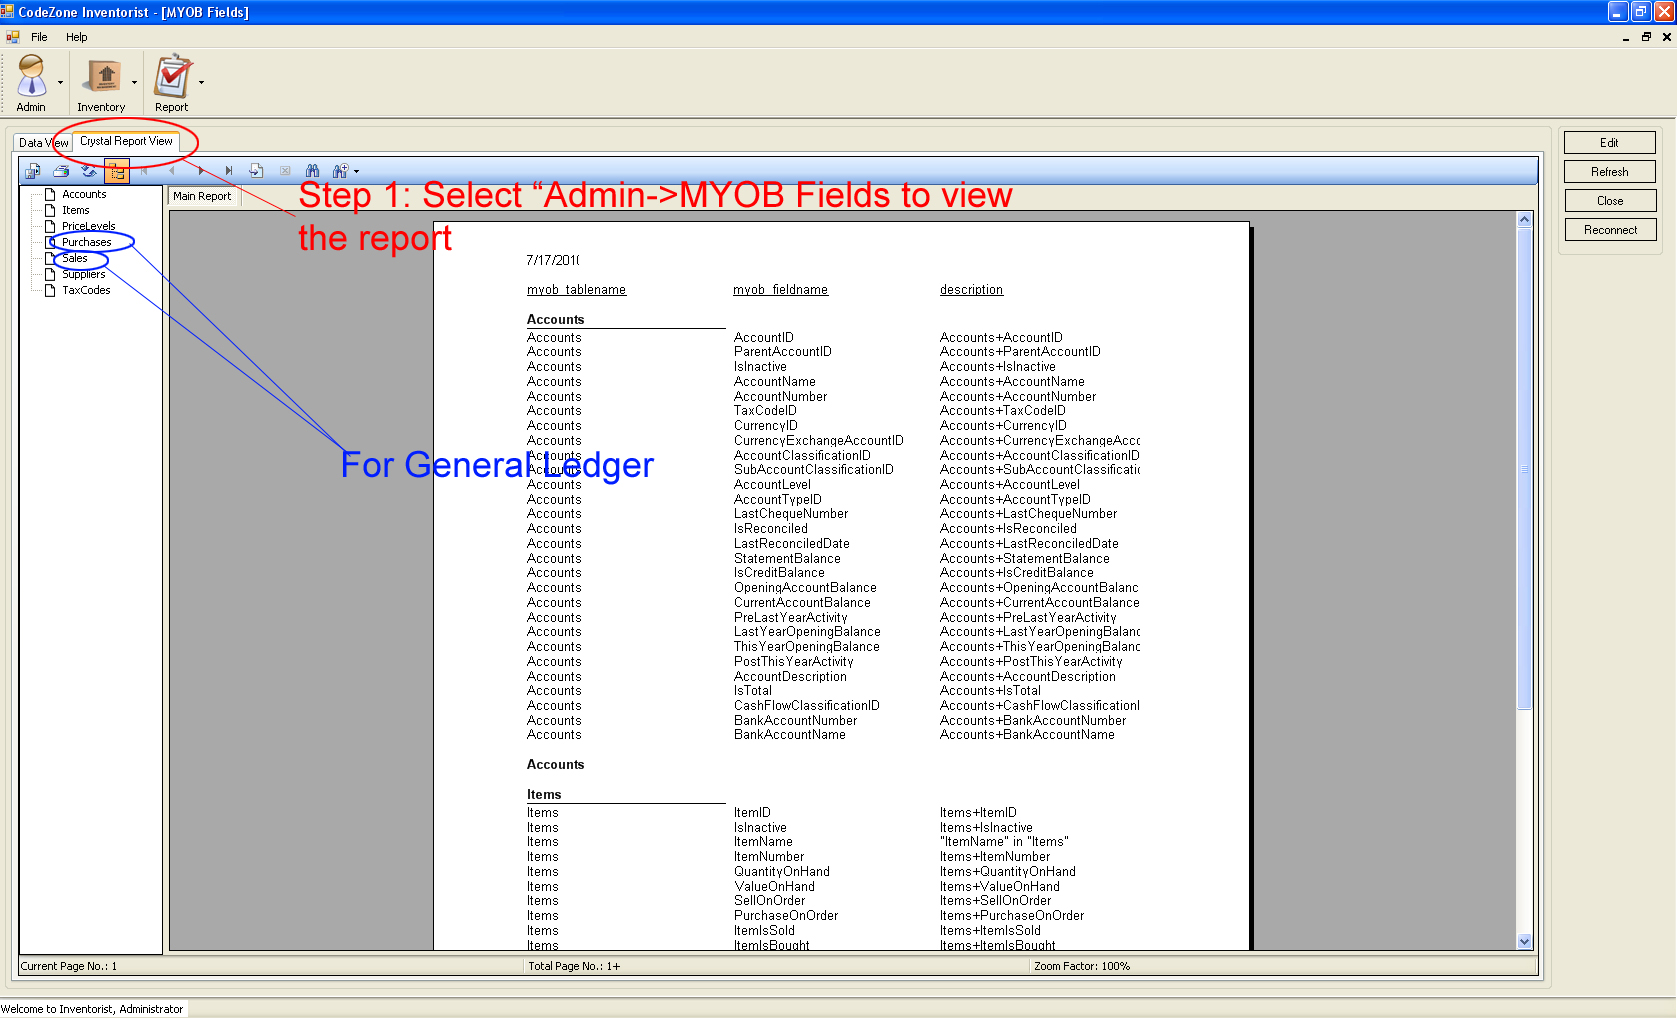 CodeZone Inventorist - [MYOB Fields]
File Help
Admin Inventory Report
Data View Crystal Report View
Edit
Refresh
Close
Reconnect
Step 1: Select “Admin->MYOB Fields to view
the report
Accounts
Items
PriceLevels
Purchases
Sales
Suppliers
TaxCodes
For General Ledger
Main Report
7/17/2010
myob_tablename myob_fieldname description
Accounts
Accounts AccountID Accounts+AccountID
Accounts ParentAccountID Accounts+ParentAccountID
Accounts IsInactive Accounts+IsInactive
Accounts AccountName Accounts+AccountName
Accounts AccountNumber Accounts+AccountNumber
Accounts TaxCodeID Accounts+TaxCodeID
Accounts CurrencyID Accounts+CurrencyID
Accounts CurrencyExchangeAccountID Accounts+CurrencyExchangeAcco
Accounts AccountClassificationID Accounts+AccountClassificationID
Accounts SubAccountClassificationID Accounts+SubAccountClassificatic
Accounts AccountLevel Accounts+AccountLevel
Accounts AccountTypeID Accounts+AccountTypeID
Accounts LastChequeNumber Accounts+LastChequeNumber
Accounts IsReconciled Accounts+IsReconciled
Accounts LastReconciledDate Accounts+LastReconciledDate
Accounts StatementBalance Accounts+StatementBalance
Accounts IsCreditBalance Accounts+IsCreditBalance
Accounts OpeningAccountBalance Accounts+OpeningAccountBalanc
Accounts CurrentAccountBalance Accounts+CurrentAccountBalance
Accounts PreLastYearActivity Accounts+PreLastYearActivity
Accounts LastYearOpeningBalance Accounts+LastYearOpeningBalanc
Accounts ThisYearOpeningBalance Accounts+ThisYearOpeningBalanc
Accounts PostThisYearActivity Accounts+PostThisYearActivity
Accounts AccountDescription Accounts+AccountDescription
Accounts IsTotal Accounts+IsTotal
Accounts CashFlowClassificationID Accounts+CashFlowClassificationI
Accounts BankAccountNumber Accounts+BankAccountNumber
Accounts BankAccountName Accounts+BankAccountName
Accounts
Items
Items ItemID Items+ItemID
Items IsInactive Items+IsInactive
Items ItemName "ItemName" in "Items"
Items ItemNumber Items+ItemNumber
Items QuantityOnHand Items+QuantityOnHand
Items ValueOnHand Items+ValueOnHand
Items SellOnOrder Items+SellOnOrder
Items PurchaseOnOrder Items+PurchaseOnOrder
Items ItemIsSold Items+ItemIsSold
Items ItemIsBought Items+ItemIsBought
Current Page No.: 1 Total Page No.: 1+ Zoom Factor: 100%
Welcome to Inventorist, Administrator